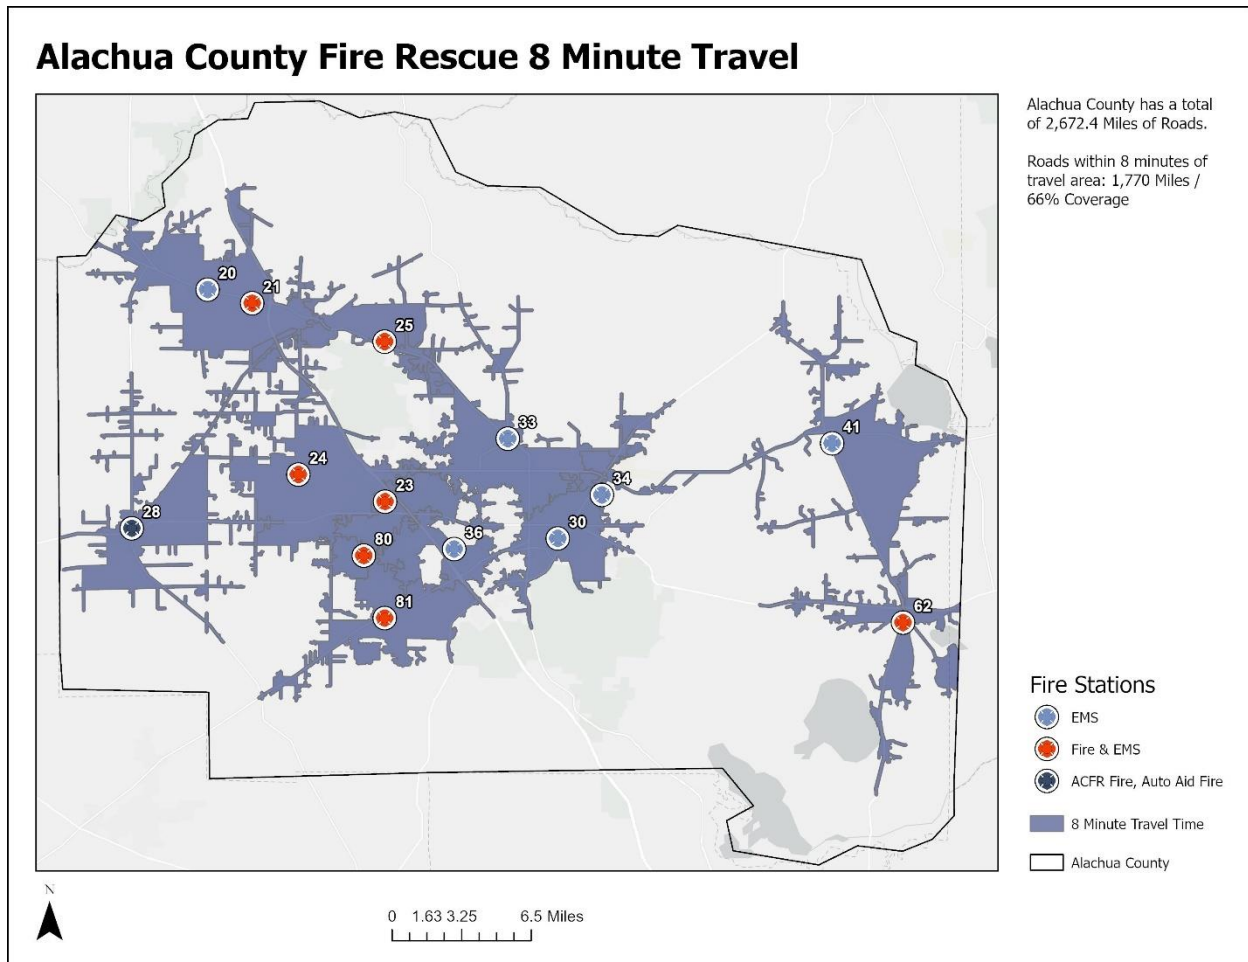 Alachua County Fire Rescue 8 Minute Travel
Alachua County has a total
of 2,672.4 Miles of Roads.
Roads within 8 minutes of
travel area: 1,770 Miles /
66% Coverage
20
21
25
33
41
24
34
23
28
30
36
80
81
62
Fire Stations
EMS
Fire & EMS
ACFR Fire, Auto Aid Fire
8 Minute Travel Time
Alachua County
N
0 1.63 3.25 6.5 Miles